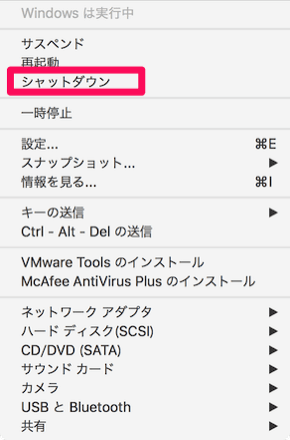 Windows は実行中
サスペンド
再起動
シャットダウン
一時停止
設定... ⌘E
スナップショット...
情報を見る... ⌘I
キーの送信
Ctrl - Alt - Del の送信
VMware Tools のインストール
McAfee AntiVirus Plus のインストール
ネットワーク アダプタ
ハード ディスク(SCSI)
CD/DVD (SATA)
サウンド カード
カメラ
USB と Bluetooth
共有